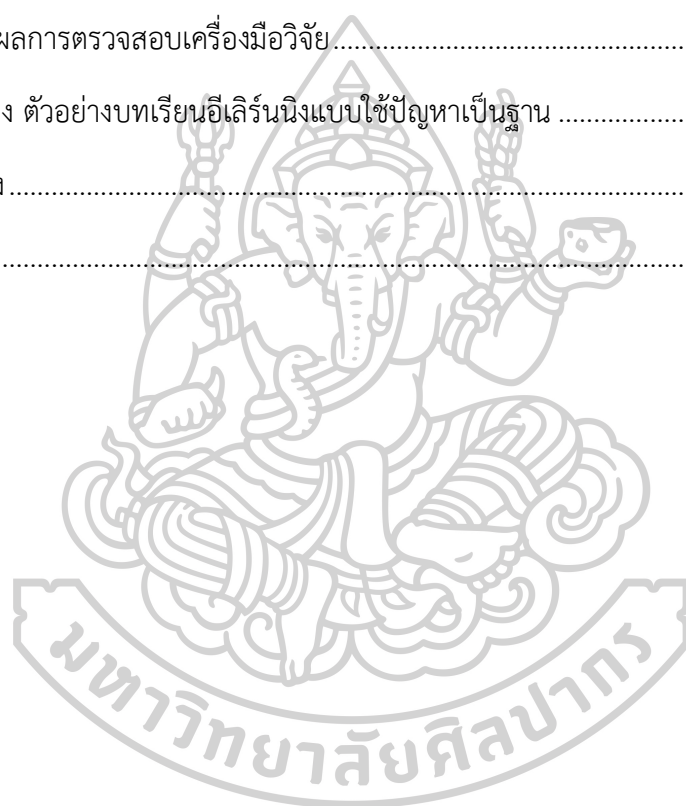 ผลการตรวจสอบเครื่องมือวิจัย................................................
ง ตัวอย่างบทเรียนอีเลิร์นนิงแบบใช้ปัญหาเป็นฐาน .................
................................................................................................
................................................................................................
มหาวิทยาลัยศิลปากร